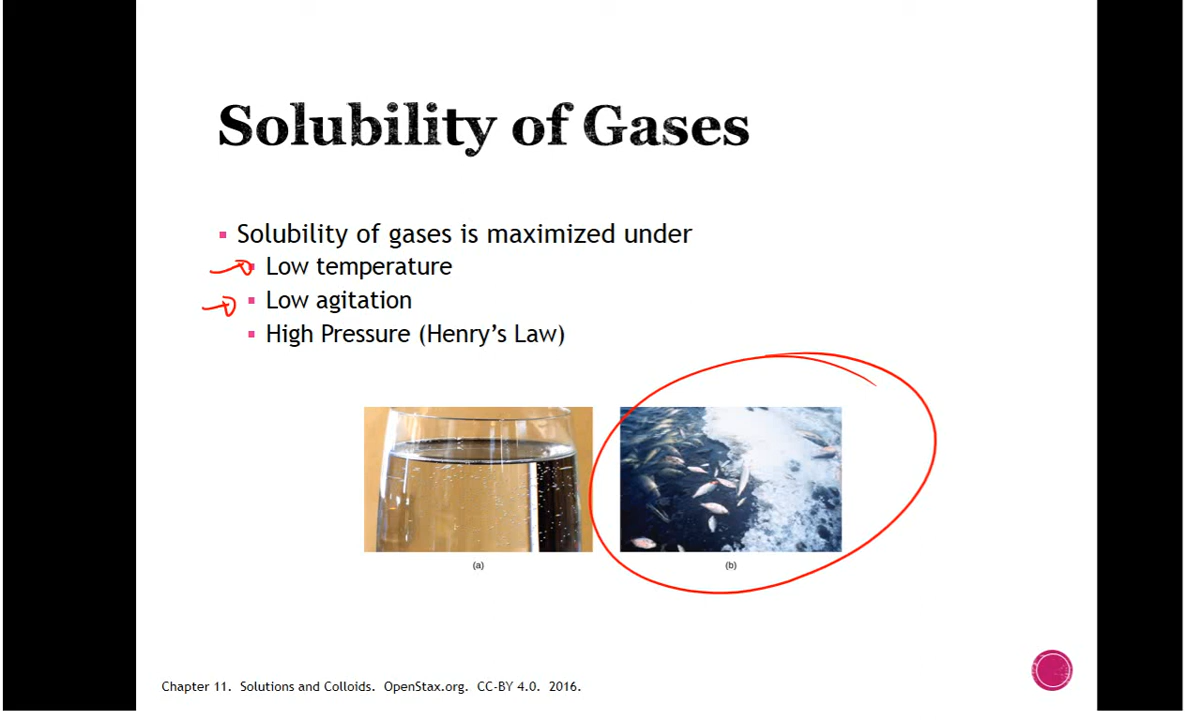 Solubility of Gases
Solubility of gases is maximized under
Low temperature
Low agitation
High Pressure (Henry’s Law)
(a)
(b)
Chapter 11. Solutions and Colloids. OpenStax.org. CC-BY 4.0. 2016.